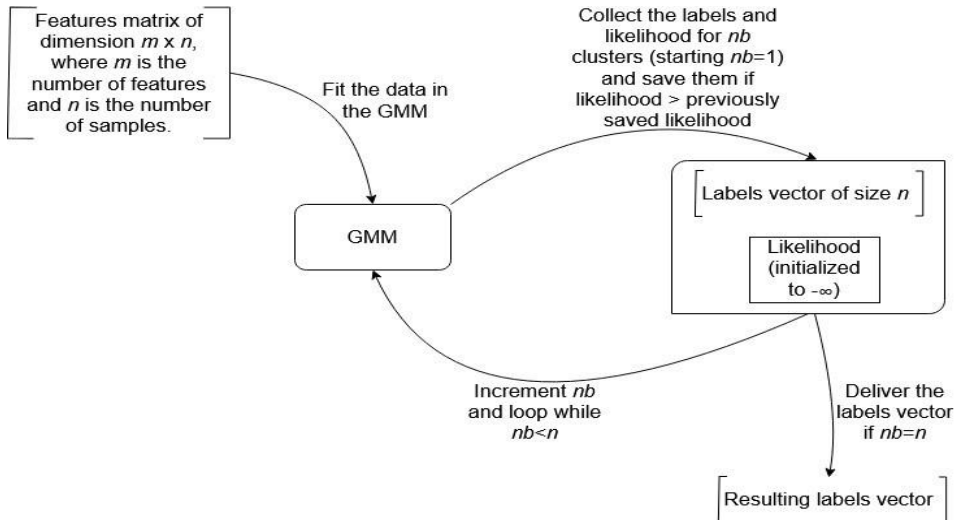 Features matrix of
dimension m x n,
where m is the
number of features
and n is the number
of samples.
Fit the data in
the GMM
Collect the labels and
likelihood for nb
clusters (starting nb=1)
and save them if
likelihood > previously
saved likelihood
GMM
Labels vector of size n
Likelihood
(initialized
to -∞)
Increment nb
and loop while
nb<n
Deliver the
labels vector
if nb=n
Resulting labels vector